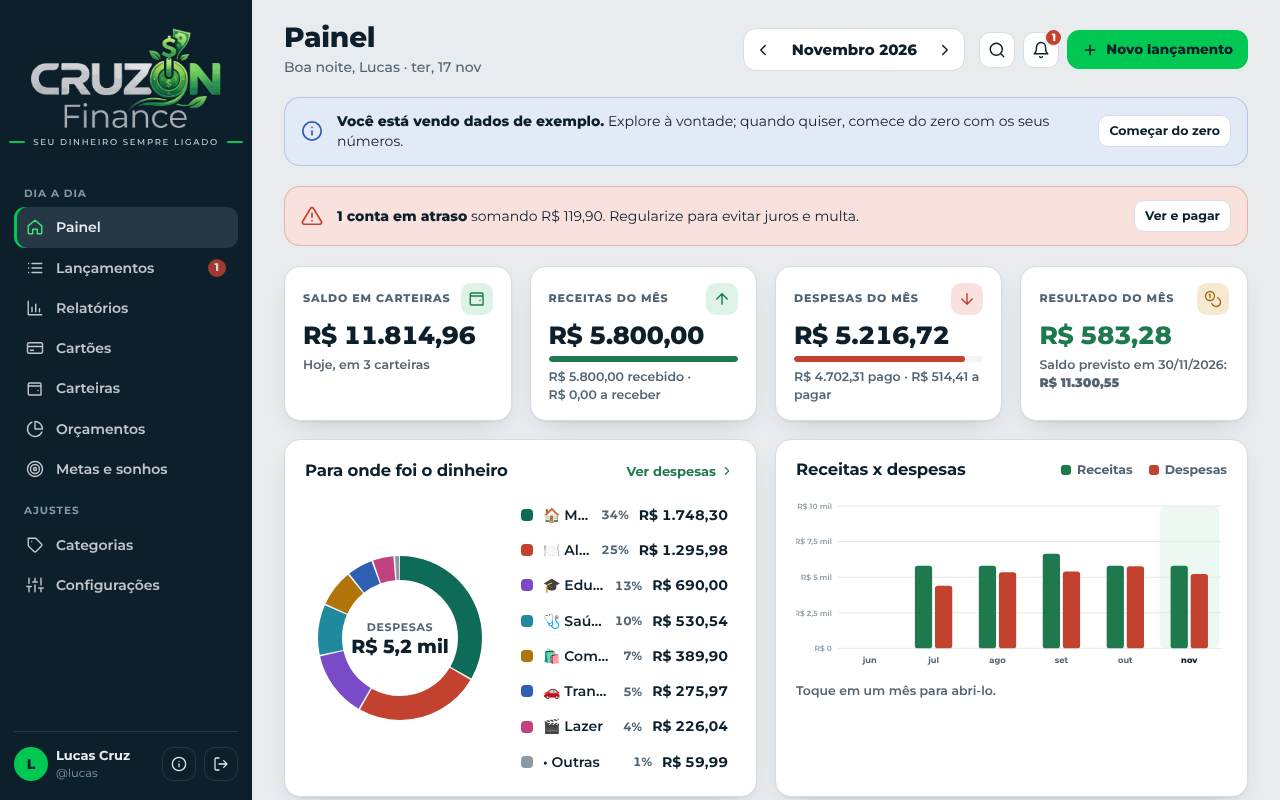 CRUZON
Finance
SEU DINHEIRO SEMPRE LIGADO
DIA A DIA
Painel
Lançamentos 1
Relatórios
Cartões
Carteiras
Orçamentos
Metas e sonhos
AJUSTES
Categorias
Configurações
L
Lucas Cruz
@lucas
Painel
Boa noite, Lucas · ter, 17 nov
Novembro 2026
1
Novo lançamento
Você está vendo dados de exemplo. Explore à vontade; quando quiser, comece do zero com os seus
números.
Começar do zero
1 conta em atraso somando R$ 119,90. Regularize para evitar juros e multa.
Ver e pagar
SALDO EM CARTEIRAS
R$ 11.814,96
Hoje, em 3 carteiras
RECEITAS DO MÊS
R$ 5.800,00
R$ 5.800,00 recebido ·
R$ 0,00 a receber
DESPESAS DO MÊS
R$ 5.216,72
R$ 4.702,31 pago · R$ 514,41 a
pagar
RESULTADO DO MÊS
R$ 583,28
Saldo previsto em 30/11/2026:
R$ 11.300,55
Para onde foi o dinheiro
Ver despesas
DESPESAS
R$ 5,2 mil
M... 34% R$ 1.748,30
Al... 25% R$ 1.295,98
Edu... 13% R$ 690,00
Saú... 10% R$ 530,54
Com... 7% R$ 389,90
Tran... 5% R$ 275,97
Lazer 4% R$ 226,04
• Outras 1% R$ 59,99
Receitas x despesas
Receitas
Despesas
R$ 10 mil
R$ 7,5 mil
R$ 5 mil
R$ 2,5 mil
R$ 0
jun jul ago set out nov
Toque em um mês para abri-lo.